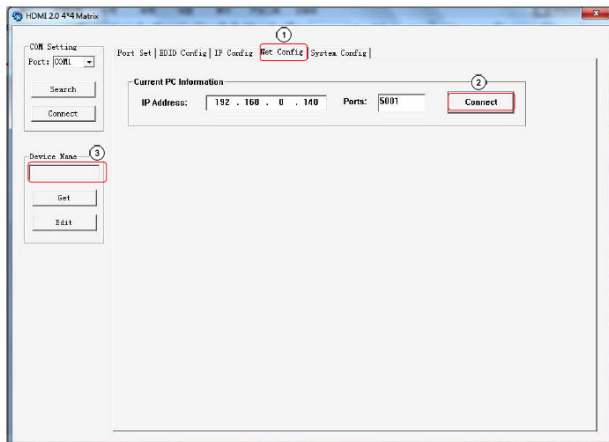 HDMI 2.0 4*4 Matrix
COM Setting
Port: COM1
Search
Connect
Device Name
3
Get
Edit
1
Port Set EDID Config IP Config Net Config System Config
Current PC Information
2
IP Address: 192 . 168 . 0 . 140 Ports: 5001 Connect